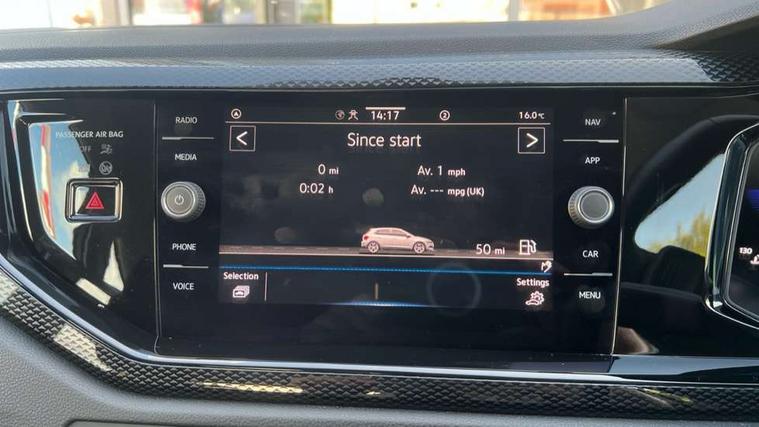 PASSENGER AIR BAG
OFF
RADIO
MEDIA
PHONE
VOICE
14:17
2
16.0°C
Since start
0 mi
Av. 1 mph
0:02 h
Av. --- mpg (UK)
50 mi
Selection
Settings
NAV
APP
CAR
MENU
130